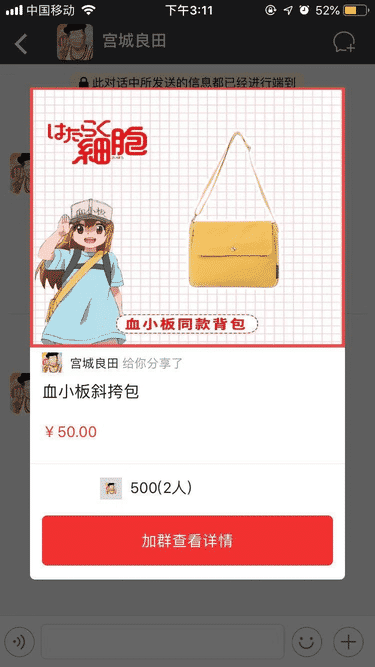 中国移动
下午3:11
52%
宫城良田
此对话中所发送的信息都已经进行端到
はたらく
細胞
血小板
血小板同款背包
宫城良田 给你分享了
血小板斜挎包
￥50.00
500(2人)
加群查看详情